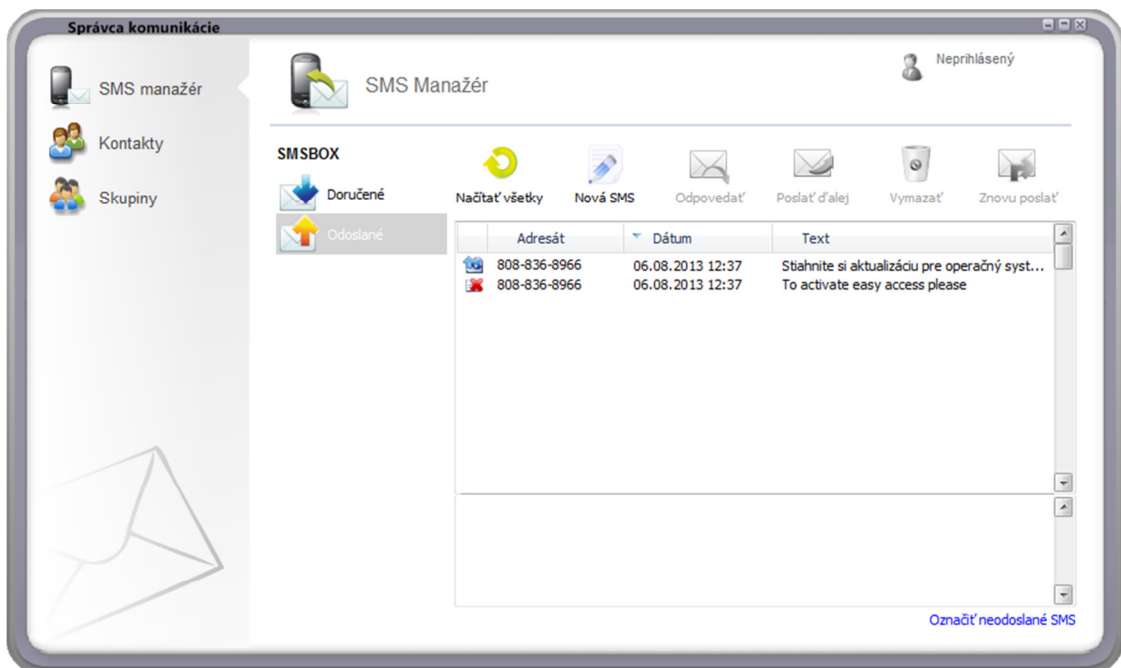 Správca komunikácie
SMS manažér
Kontakty
Skupiny
SMS Manažér
Neprihlásený
SMSBOX
Doručené
Odoslané
Načítať všetky
Nová SMS
Odpovedať
Poslať ďalej
Vymazať
Znovu poslať
Adresát Dátum Text
808-836-8966 06.08.2013 12:37 Stiahnite si aktualizáciu pre operačný syst...
808-836-8966 06.08.2013 12:37 To activate easy access please
Označiť neodoslané SMS